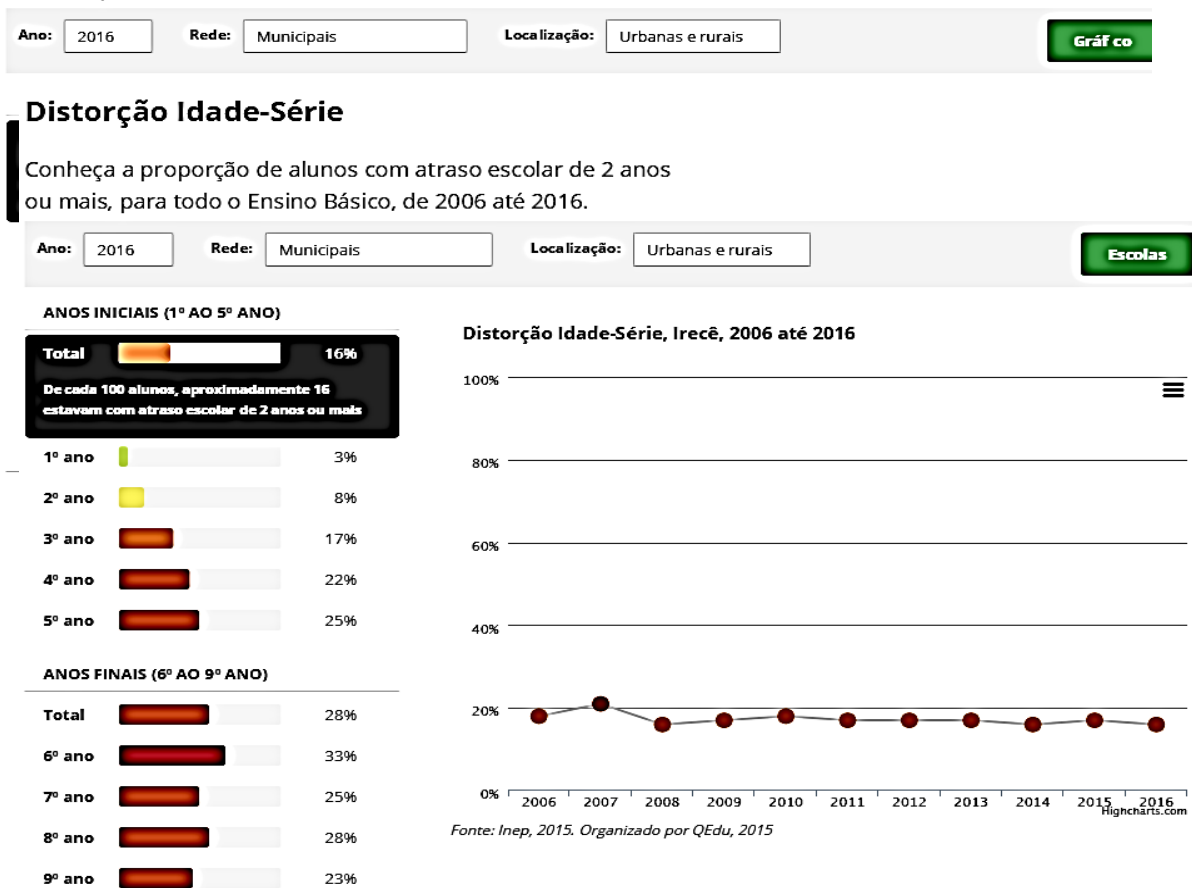 Ano: 2016 Rede: Municipais Localização: Urbanas e rurais Gráf co
Distorção Idade-Série
Conheça a proporção de alunos com atraso escolar de 2 anos
ou mais, para todo o Ensino Básico, de 2006 até 2016.
Ano: 2016 Rede: Municipais Localização: Urbanas e rurais Escolas
ANOS INICIAIS (1º AO 5º ANO)
Total 16%
De cada 100 alunos, aproximadamente 16
estavam com atraso escolar de 2 anos ou mais
1º ano 3%
2º ano 8%
3º ano 17%
4º ano 22%
5º ano 25%
ANOS FINAIS (6º AO 9º ANO)
Total 28%
6º ano 33%
7º ano 25%
8º ano 28%
9º ano 23%
Distorção Idade-Série, Irecê, 2006 até 2016
100%
80%
60%
40%
20%
0%
2006 2007 2008 2009 2010 2011 2012 2013 2014 2015 2016
Highcharts.com
Fonte: Inep, 2015. Organizado por QEdu, 2015